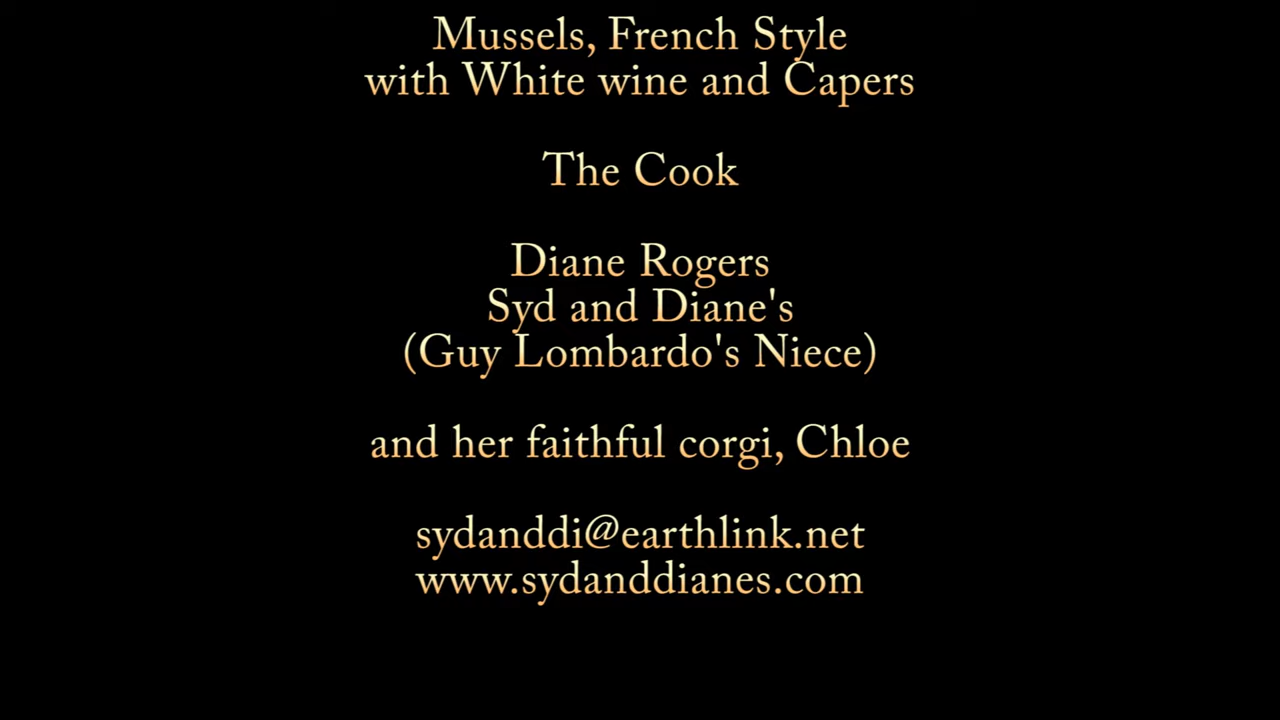 Mussels, French Style
with White wine and Capers
The Cook
Diane Rogers
Syd and Diane's
(Guy Lombardo's Niece)
and her faithful corgi, Chloe
sydanddi@earthlink.net
www.sydanddianes.com